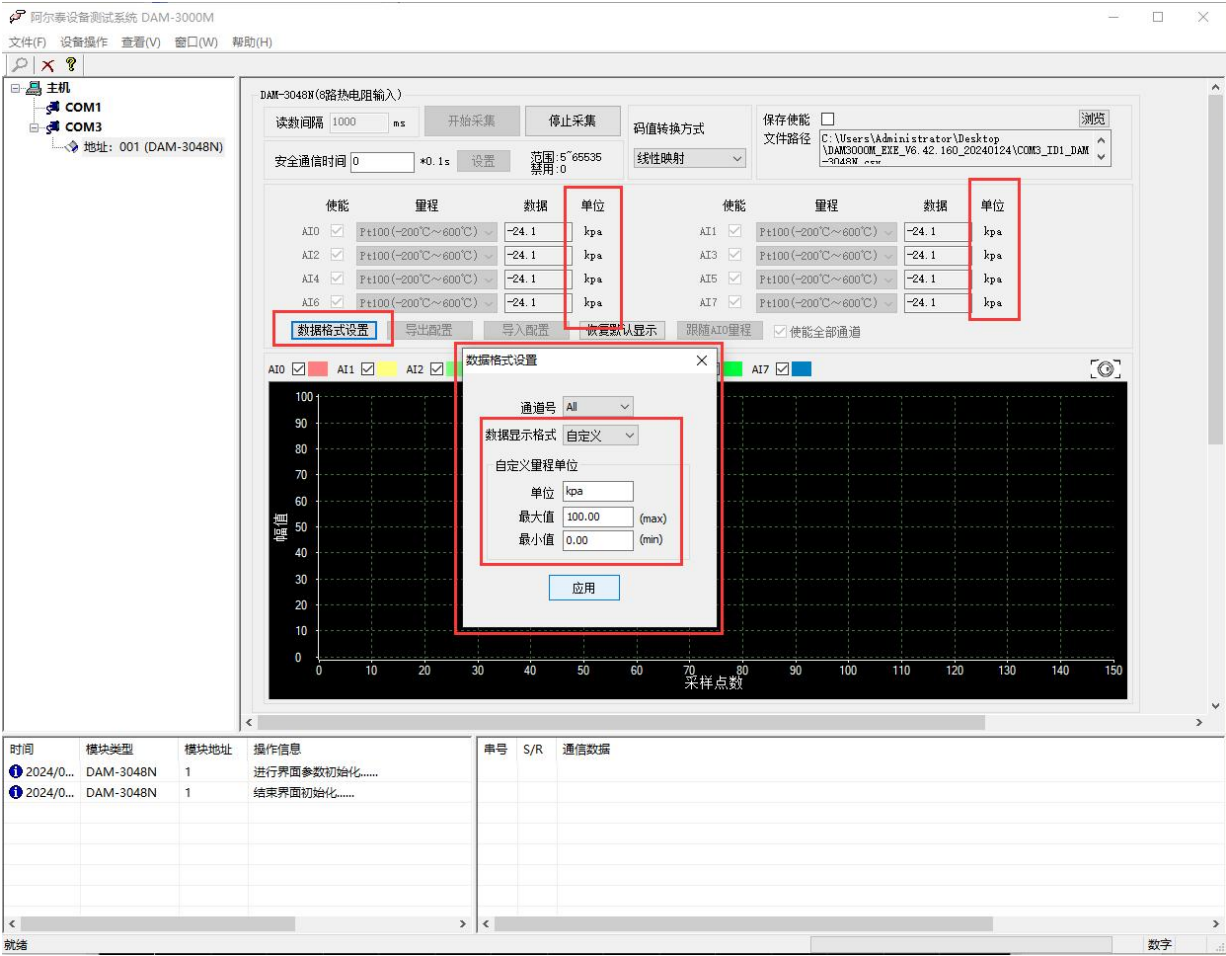 阿尔泰设备测试系统 DAM-3000M
文件(F) 设备操作 查看(V) 窗口(W) 帮助(H)
主机
COM1
COM3
地址：001 (DAM-3048N)
DAM-3048N(8路热电阻输入)
读数间隔 1000 ms 开始采集 停止采集
安全通信时间 0 *0.1s 设置 范围:5~65535
禁用:0
码值转换方式
线性映射
保存使能 浏览
文件路径 C:\Users\Administrator\Desktop
\DAM3000M_EXE_V6.42.160_20240124\COM3_ID1_DAM
-3048N.csv
使能 量程 数据 单位 使能 量程 数据 单位
AI0 Pt100(-200℃～600℃) -24.1 kpa AI1 Pt100(-200℃～600℃) -24.1 kpa
AI2 Pt100(-200℃～600℃) -24.1 kpa AI3 Pt100(-200℃～600℃) -24.1 kpa
AI4 Pt100(-200℃～600℃) -24.1 kpa AI5 Pt100(-200℃～600℃) -24.1 kpa
AI6 Pt100(-200℃～600℃) -24.1 kpa AI7 Pt100(-200℃～600℃) -24.1 kpa
数据格式设置 导出配置 导入配置 恢复默认显示 跟随AI0量程 使能全部通道
AI0 AI1 AI2 AI7
数据格式设置
通道号 All
数据显示格式 自定义
自定义量程单位
单位 kpa
最大值 100.00 (max)
最小值 0.00 (min)
应用
100
90
80
70
60
50
40
30
20
10
0
幅值
0 10 20 30 40 50 60 70 80 90 100 110 120 130 140 150
采样点数
时间 模块类型 模块地址 操作信息
2024/0... DAM-3048N 1 进行界面参数初始化......
2024/0... DAM-3048N 1 结束界面初始化......
串号 S/R 通信数据
就绪 数字